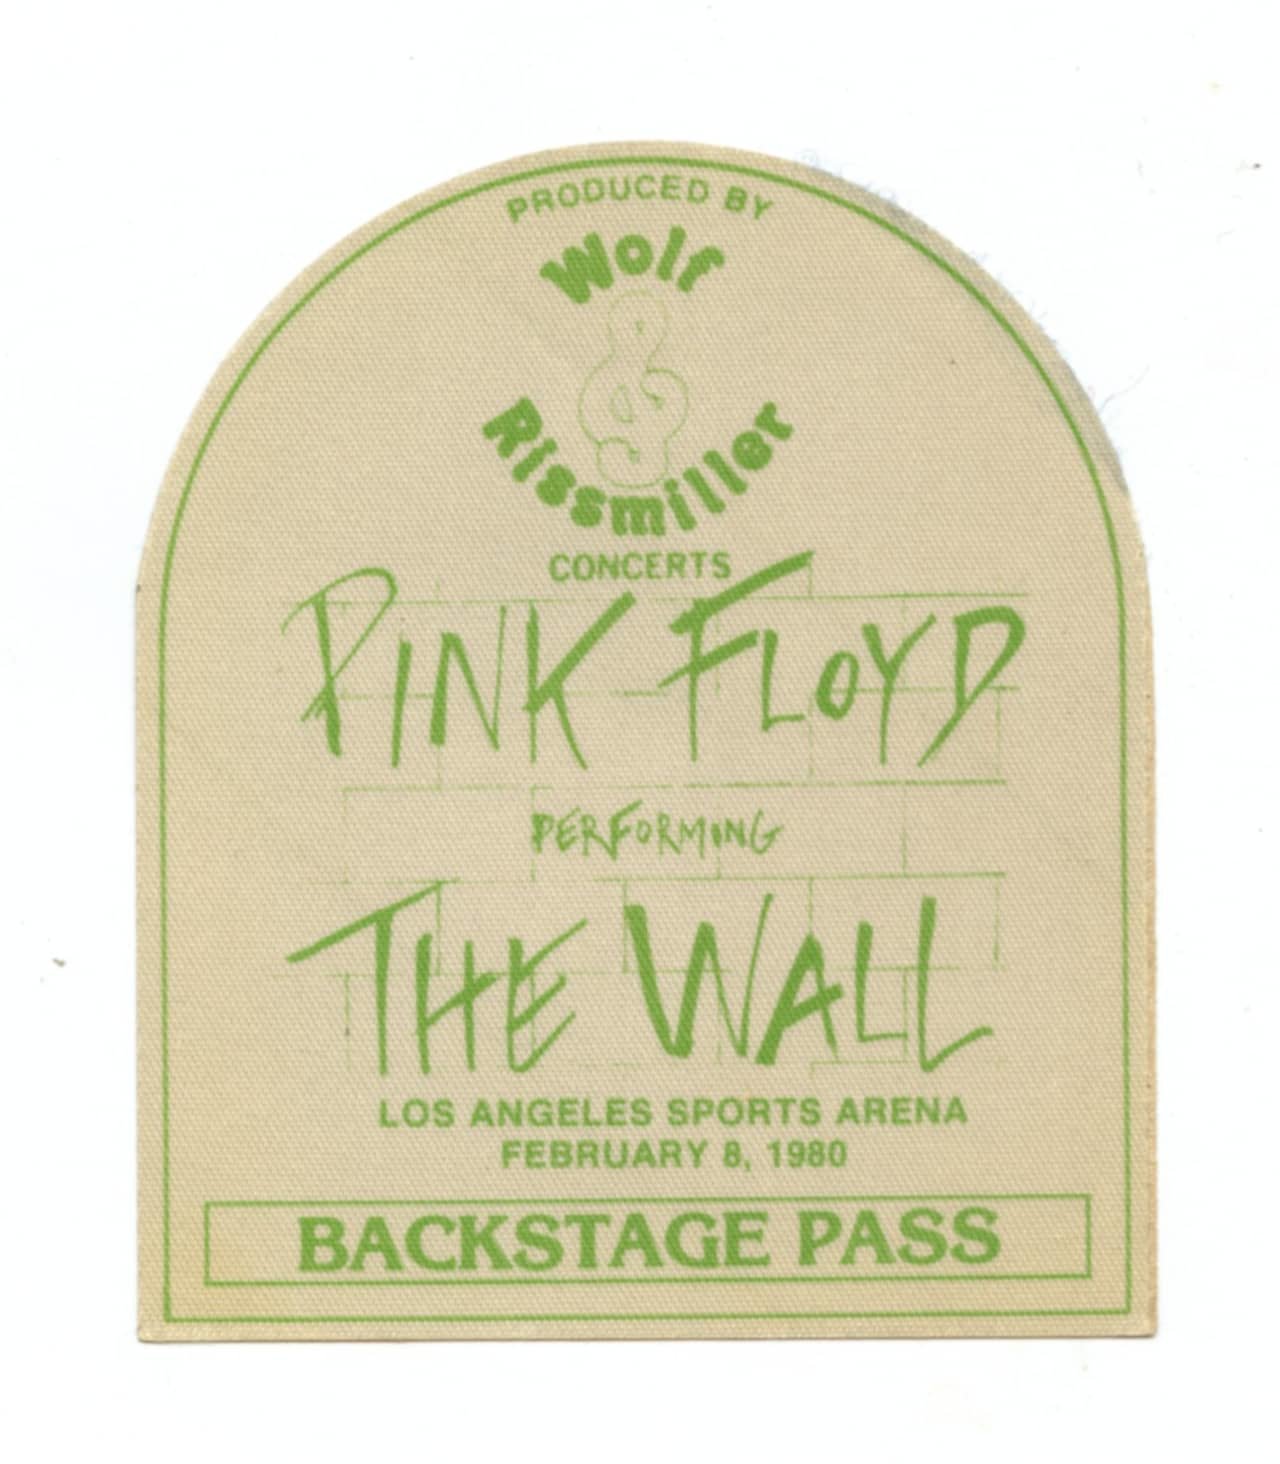 PRODUCED BY
Wolf
&
Rissmiller
CONCERTS
PINK FLOYD
PERFORMING
THE WALL
LOS ANGELES SPORTS ARENA
FEBRUARY 8, 1980
BACKSTAGE PASS